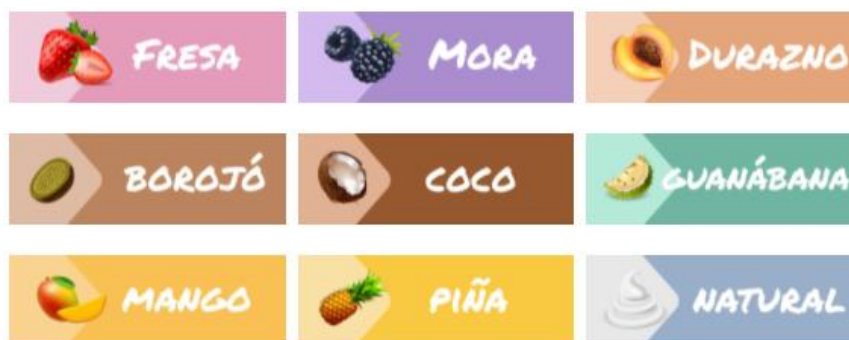 FRESA
MORA
DURAZNO
BOROJÓ
COCO
GUANÁBANA
MANGO
PIÑA
NATURAL